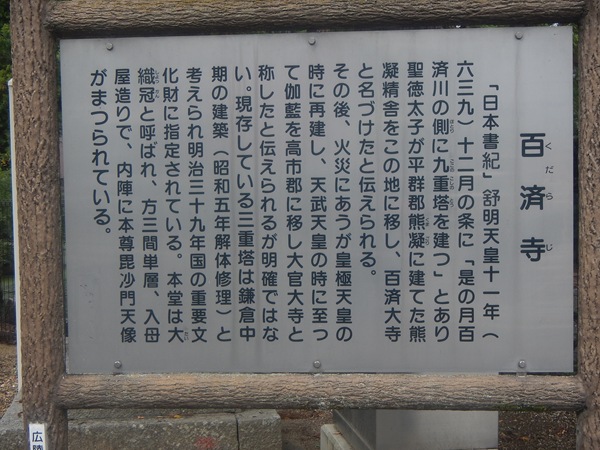 百済寺
くだらじ
「日本書紀」舒明天皇十一年（
六三九）十二月の条に「是の月百
済川の側に九重塔を建つ」とあり
聖徳太子が平群郡熊凝に建てた熊
凝精舎をこの地に移し、百済大寺
と名づけたと伝えられる。
その後、火災にあうが皇極天皇の
時に再建し、天武天皇の時に至っ
て伽藍を高市郡に移し大官大寺と
称したと伝えられるが明確ではな
い。現存している三重塔は鎌倉中
期の建築（昭和五年解体修理）と
考えられ明治三十九年国の重要文
化財に指定されている。本堂は大
織冠と呼ばれ、方三間単層、入母
屋造りで、内陣に本尊毘沙門天像
がまつられている。
広陵